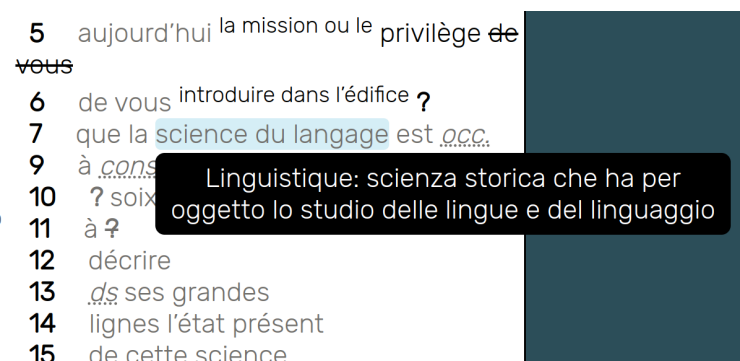 5 aujourd’hui la mission ou le privilège de
vous
6 de vous introduire dans l’édifice ?
7 que la science du langage est occ.
9 à cons
Linguistique: scienza storica che ha per
oggetto lo studio delle lingue e del linguaggio
10 ? soix
11 à ?
12 décrire
13 ds ses grandes
14 lignes l’état présent
15 de cette science